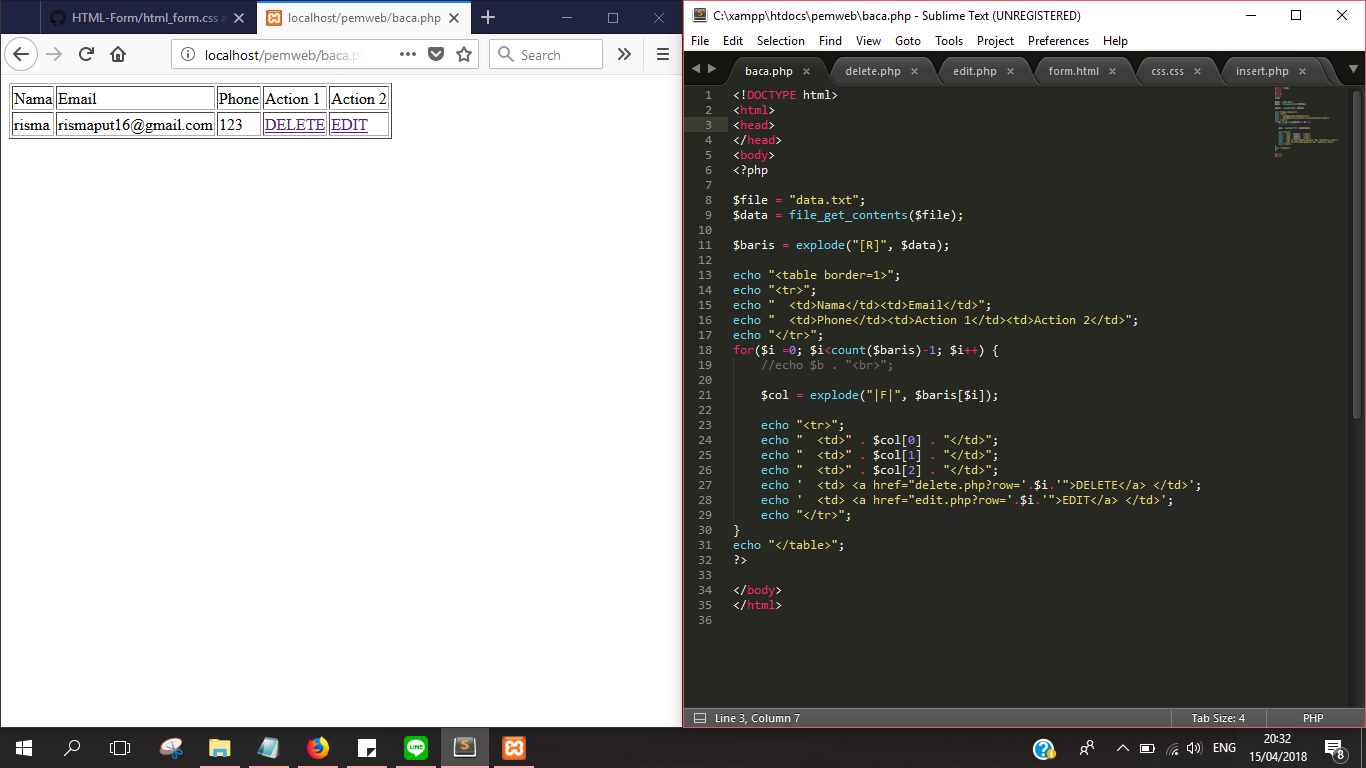 HTML-Form/html_form.css a
localhost/pemweb/baca.php
localhost/pemweb/baca.p
Search
Nama Email Phone Action 1 Action 2
risma rismaput16@gmail.com 123 DELETE EDIT
C:\xampp\htdocs\pemweb\baca.php - Sublime Text (UNREGISTERED)
File Edit Selection Find View Goto Tools Project Preferences Help
baca.php delete.php edit.php form.html css.css insert.php
1 <!DOCTYPE html>
2 <html>
3 <head>
4 </head>
5 <body>
6 <?php
7
8 $file = "data.txt";
9 $data = file_get_contents($file);
10
11 $baris = explode("[R]", $data);
12
13 echo "<table border=1>";
14 echo "<tr>";
15 echo "  <td>Nama</td><td>Email</td>";
16 echo "  <td>Phone</td><td>Action 1</td><td>Action 2</td>";
17 echo "</tr>";
18 for($i =0; $i<count($baris)-1; $i++) {
19     //echo $b . "<br>";
20
21     $col = explode("|F|", $baris[$i]);
22
23     echo "<tr>";
24     echo "  <td>" . $col[0] . "</td>";
25     echo "  <td>" . $col[1] . "</td>";
26     echo "  <td>" . $col[2] . "</td>";
27     echo '  <td> <a href="delete.php?row='.$i.'">DELETE</a> </td>';
28     echo '  <td> <a href="edit.php?row='.$i.'">EDIT</a> </td>';
29     echo "</tr>";
30 }
31 echo "</table>";
32 ?>
33
34 </body>
35 </html>
36
Line 3, Column 7
Tab Size: 4
PHP
LINE
ENG
20:32
15/04/2018
8